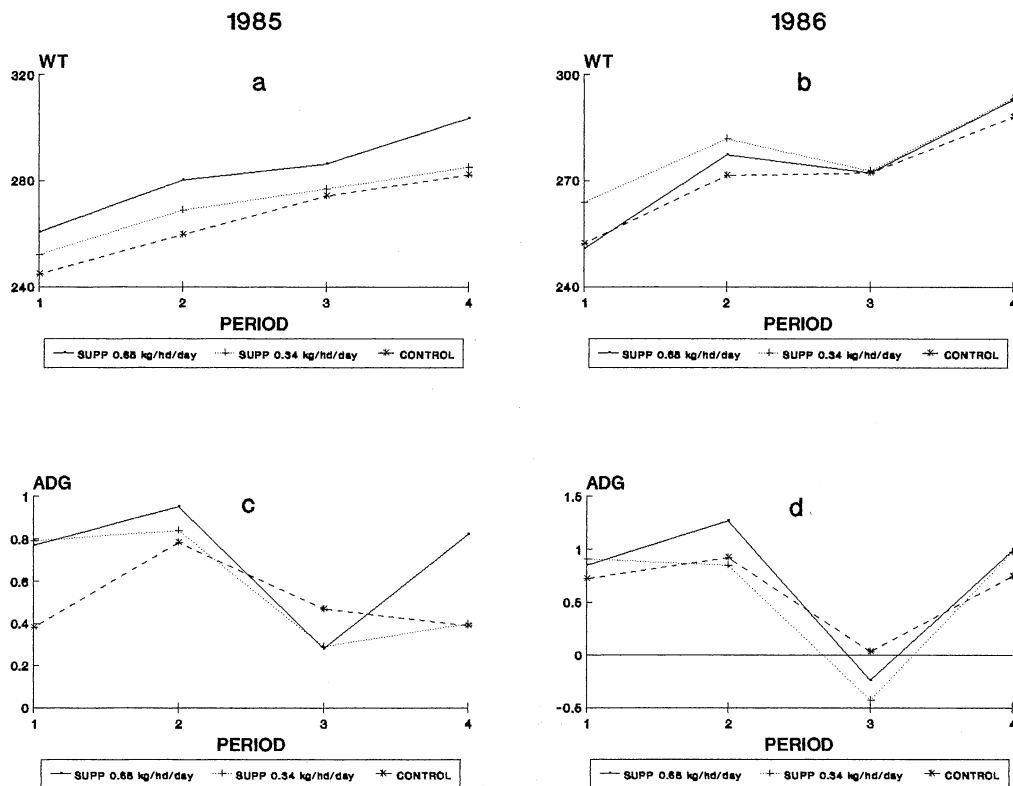 1985
1986
WT
a
320
280
240
1 2 3 4
PERIOD
SUPP 0.68 kg/hd/day SUPP 0.34 kg/hd/day CONTROL
WT
b
300
270
240
1 2 3 4
PERIOD
SUPP 0.68 kg/hd/day SUPP 0.34 kg/hd/day CONTROL
ADG
c
1
0.8
0.6
0.4
0.2
0
1 2 3 4
PERIOD
SUPP 0.68 kg/hd/day SUPP 0.34 kg/hd/day CONTROL
ADG
d
1.5
1
0.5
0
-0.5
1 2 3 4
PERIOD
SUPP 0.68 kg/hd/day SUPP 0.34 kg/hd/day CONTROL